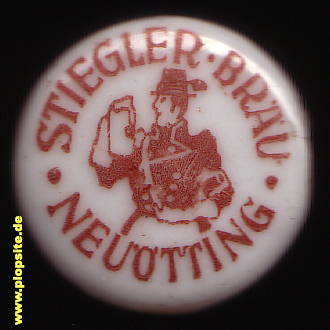 STIEGLER·BRÄU
· NEUÖTTING ·
www.plopsite.de